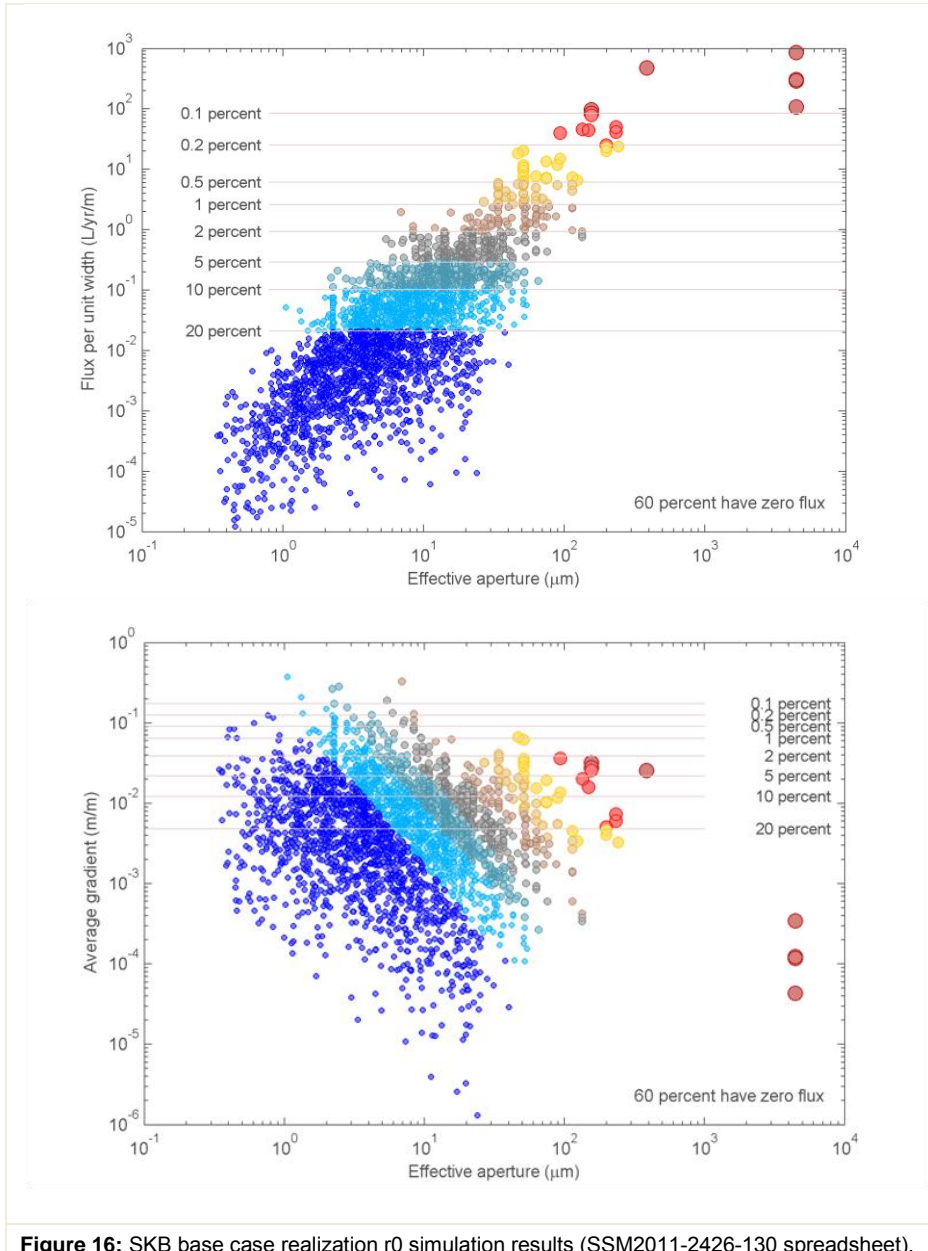 10³
10²
10¹
10⁰
10⁻¹
10⁻²
10⁻³
10⁻⁴
10⁻⁵
Flux per unit width (L/yr/m)
0.1 percent
0.2 percent
0.5 percent
1 percent
2 percent
5 percent
10 percent
20 percent
60 percent have zero flux
10⁻¹ 10⁰ 10¹ 10² 10³ 10⁴
Effective aperture (μm)
10⁰
10⁻¹
10⁻²
10⁻³
10⁻⁴
10⁻⁵
10⁻⁶
Average gradient (m/m)
0.1 percent
0.2 percent
0.5 percent
1 percent
2 percent
5 percent
10 percent
20 percent
60 percent have zero flux
10⁻¹ 10⁰ 10¹ 10² 10³ 10⁴
Effective aperture (μm)
Figure 16: SKB base case realization r0 simulation results (SSM2011-2426-130 spreadsheet).